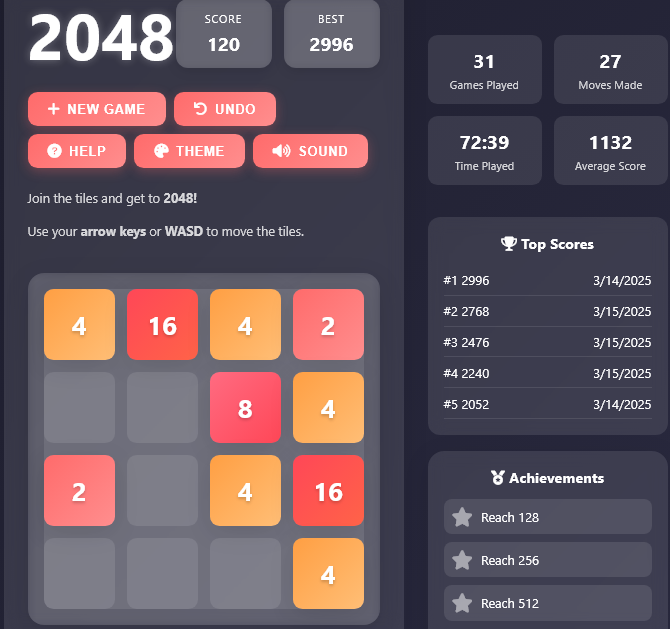 2048
SCORE
120
BEST
2996
NEW GAME
UNDO
HELP
THEME
SOUND
Join the tiles and get to 2048!
Use your arrow keys or WASD to move the tiles.
4 16 4 2
8 4
2 4 16
4
31
Games Played
27
Moves Made
72:39
Time Played
1132
Average Score
Top Scores
#1 2996 3/14/2025
#2 2768 3/15/2025
#3 2476 3/15/2025
#4 2240 3/15/2025
#5 2052 3/14/2025
Achievements
Reach 128
Reach 256
Reach 512